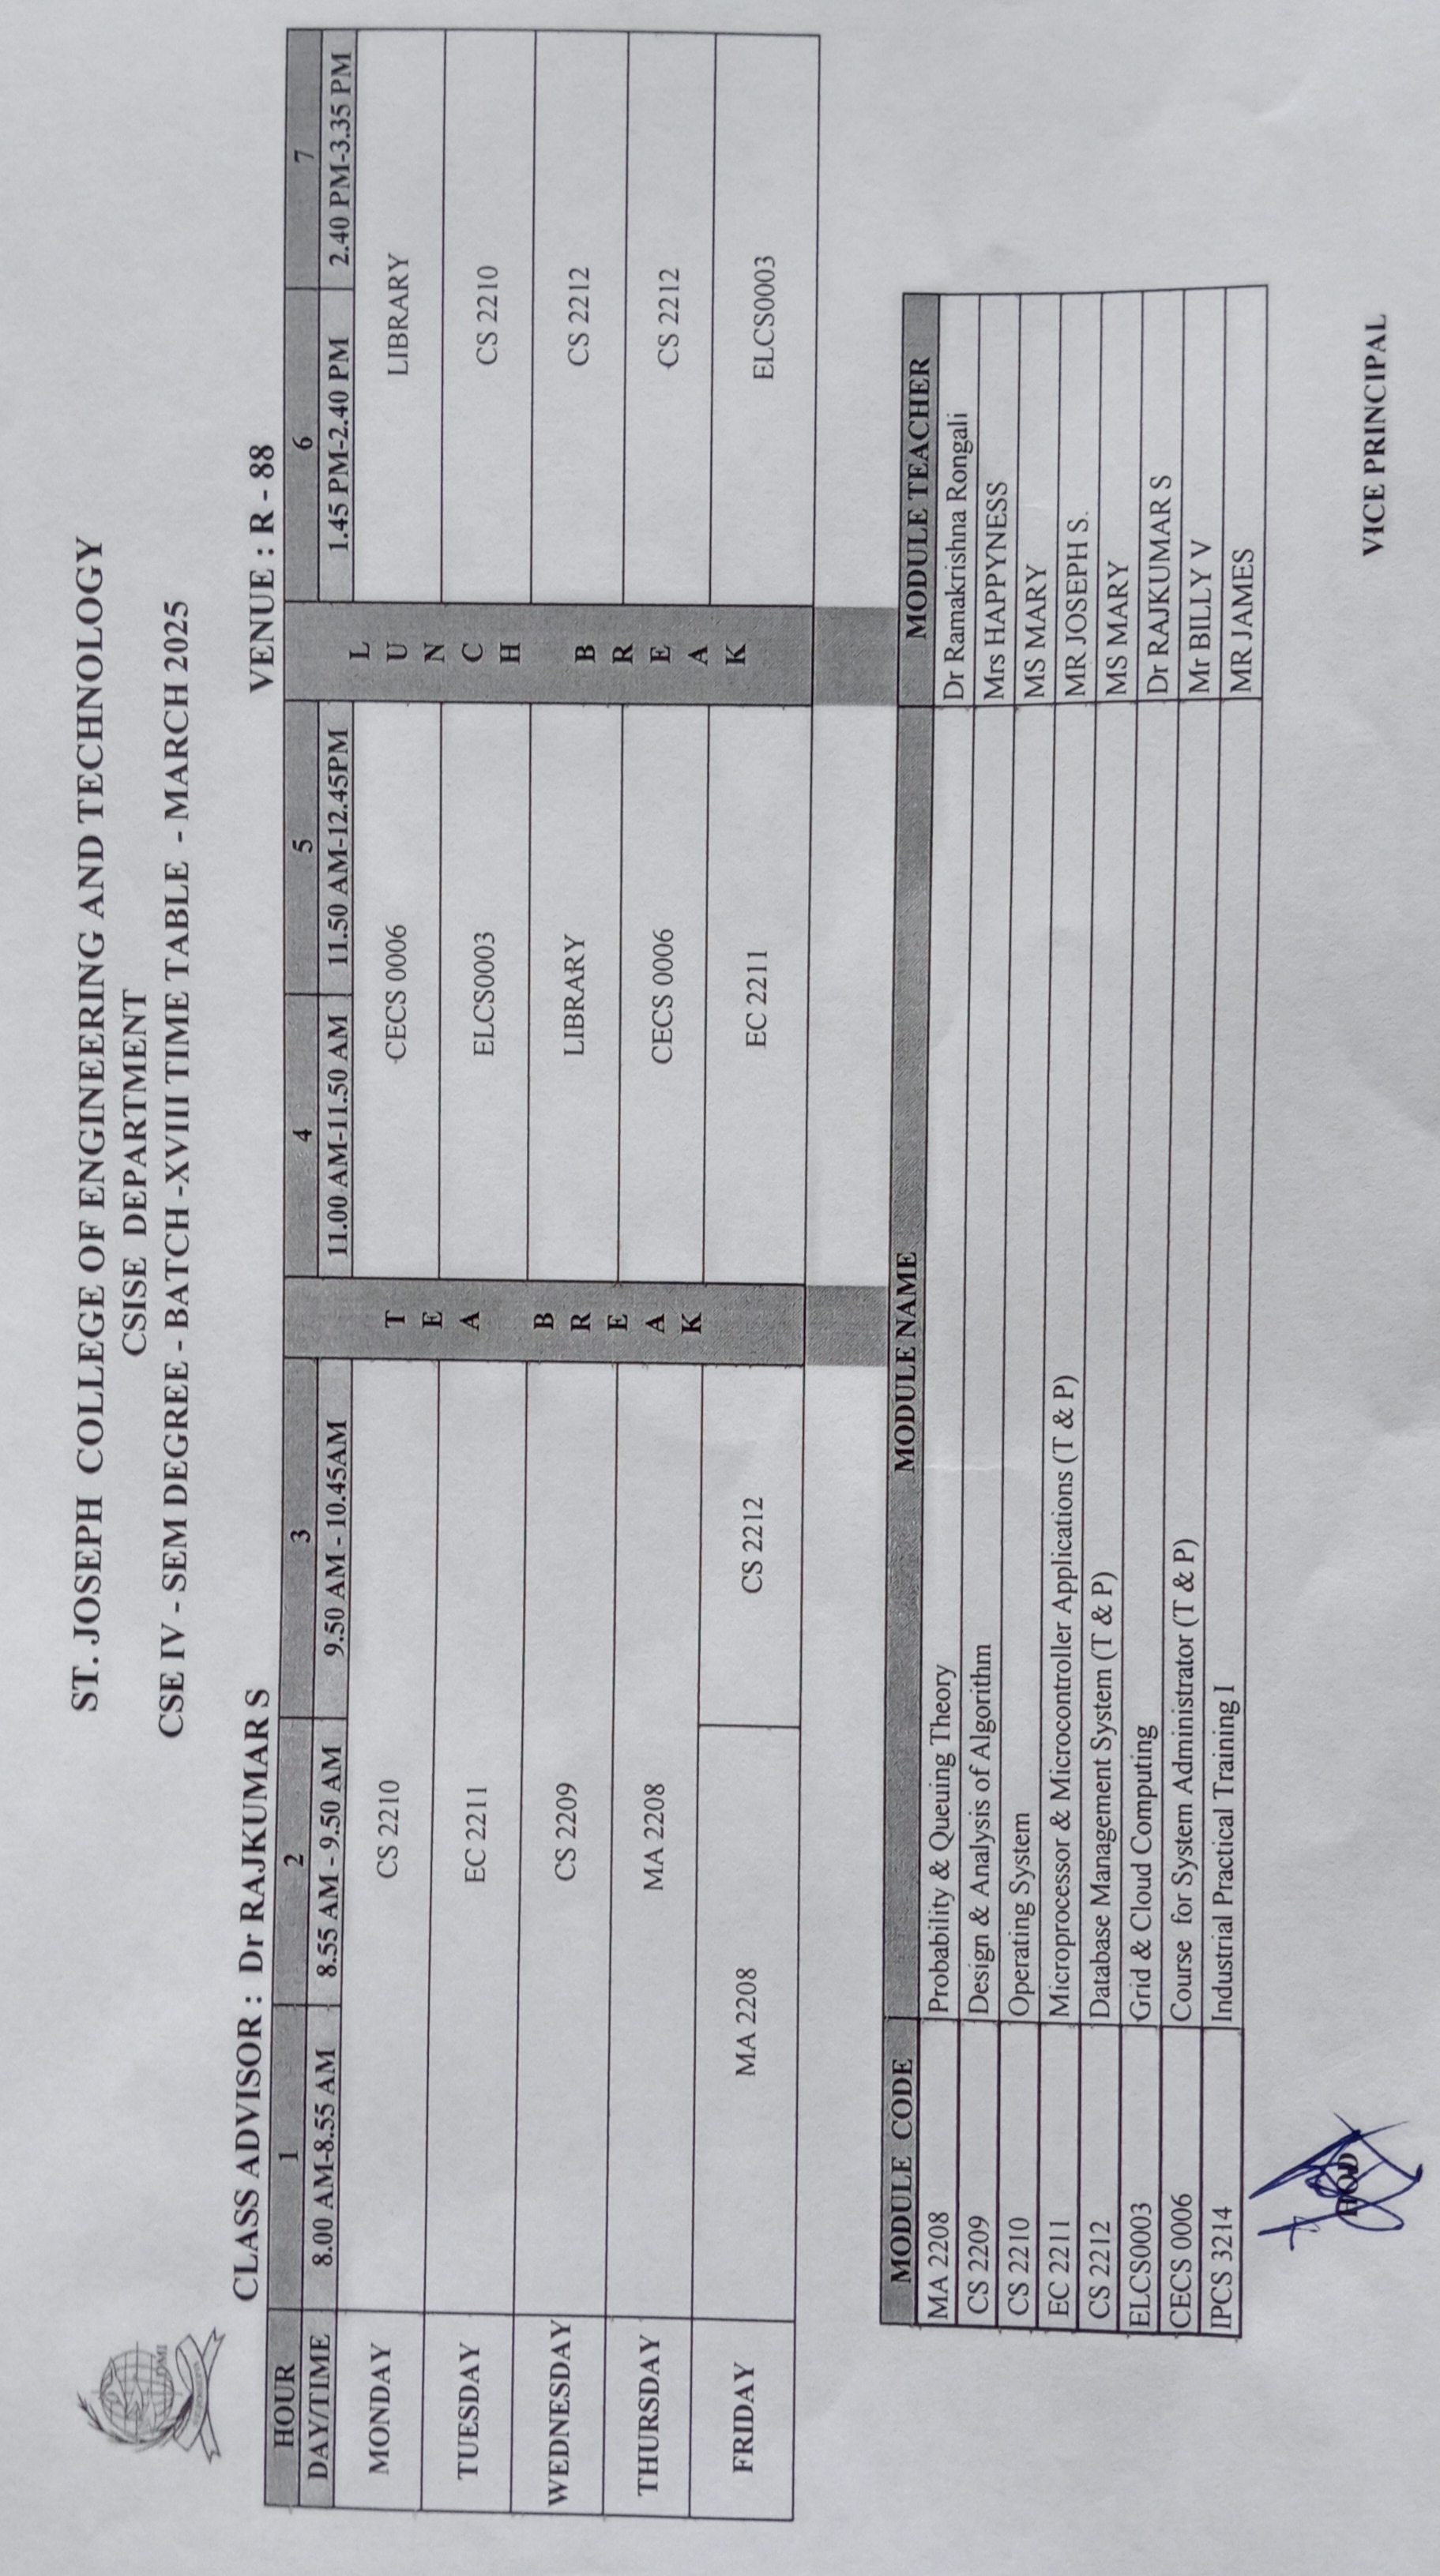 ST. JOSEPH COLLEGE OF ENGINEERING AND TECHNOLOGY
CSISE DEPARTMENT
CSE IV - SEM DEGREE - BATCH -XVIII TIME TABLE - MARCH 2025
DMI
CLASS ADVISOR : Dr RAJKUMAR S VENUE : R - 88
HOUR 1 2 3 4 5 6 7
DAY/TIME 8.00 AM-8.55 AM 8.55 AM - 9.50 AM 9.50 AM - 10.45AM 11.00 AM-11.50 AM 11.50 AM-12.45PM 1.45 PM-2.40 PM 2.40 PM-3.35 PM
TEA BREAK
LUNCH BREAK
MONDAY CS 2210 CECS 0006 LIBRARY
TUESDAY EC 2211 ELCS0003 CS 2210
WEDNESDAY CS 2209 LIBRARY CS 2212
THURSDAY MA 2208 CECS 0006 CS 2212
FRIDAY MA 2208 CS 2212 EC 2211 ELCS0003
MODULE CODE MODULE NAME MODULE TEACHER
MA 2208 Probability & Queuing Theory Dr Ramakrishna Rongali
CS 2209 Design & Analysis of Algorithm Mrs HAPPYNESS
CS 2210 Operating System MS MARY
EC 2211 Microprocessor & Microcontroller Applications (T & P) MR JOSEPH S.
CS 2212 Database Management System (T & P) MS MARY
ELCS0003 Grid & Cloud Computing Dr RAJKUMAR S
CECS 0006 Course for System Administrator (T & P) Mr BILLY V
IPCS 3214 Industrial Practical Training I MR JAMES
HOD
VICE PRINCIPAL